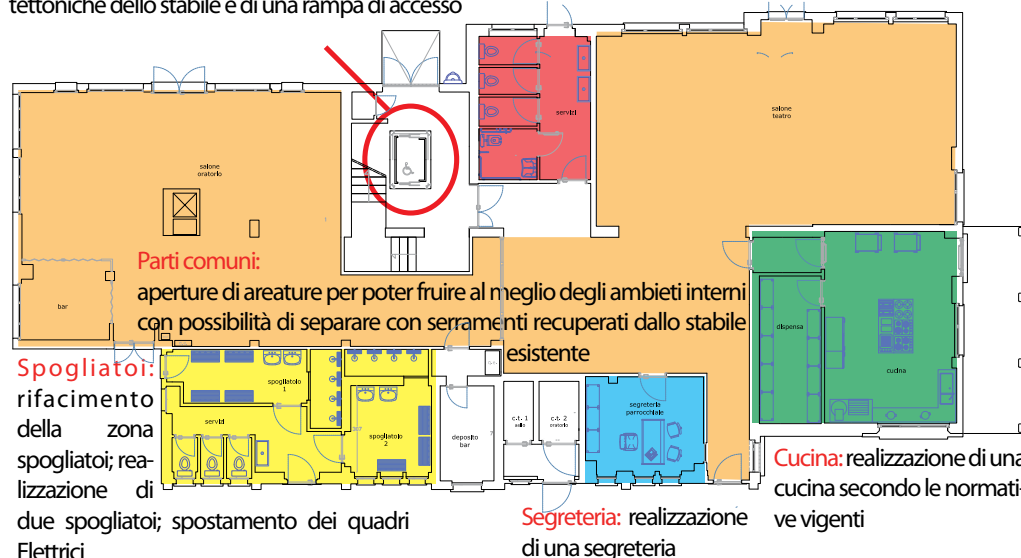 tettoniche dello stabile e di una rampa di accesso
servizi
salone
teatro
salone
oratorio
Parti comuni:
aperture di areature per poter fruire al meglio degli ambieti interni
con possibilità di separare con serramenti recuperati dallo stabile
esistente
bar
dispensa
cucina
Spogliatoi:
rifacimento
della zona
spogliatoi; rea-
lizzazione di
due spogliatoi; spostamento dei quadri
Elettrici
spogliatoio
1
servizi
spogliatoio
2
deposito
bar
c.t. 1
asilo
c.t. 2
oratorio
segreteria
parrocchiale
Segreteria: realizzazione
di una segreteria
Cucina: realizzazione di una
cucina secondo le normati-
ve vigenti